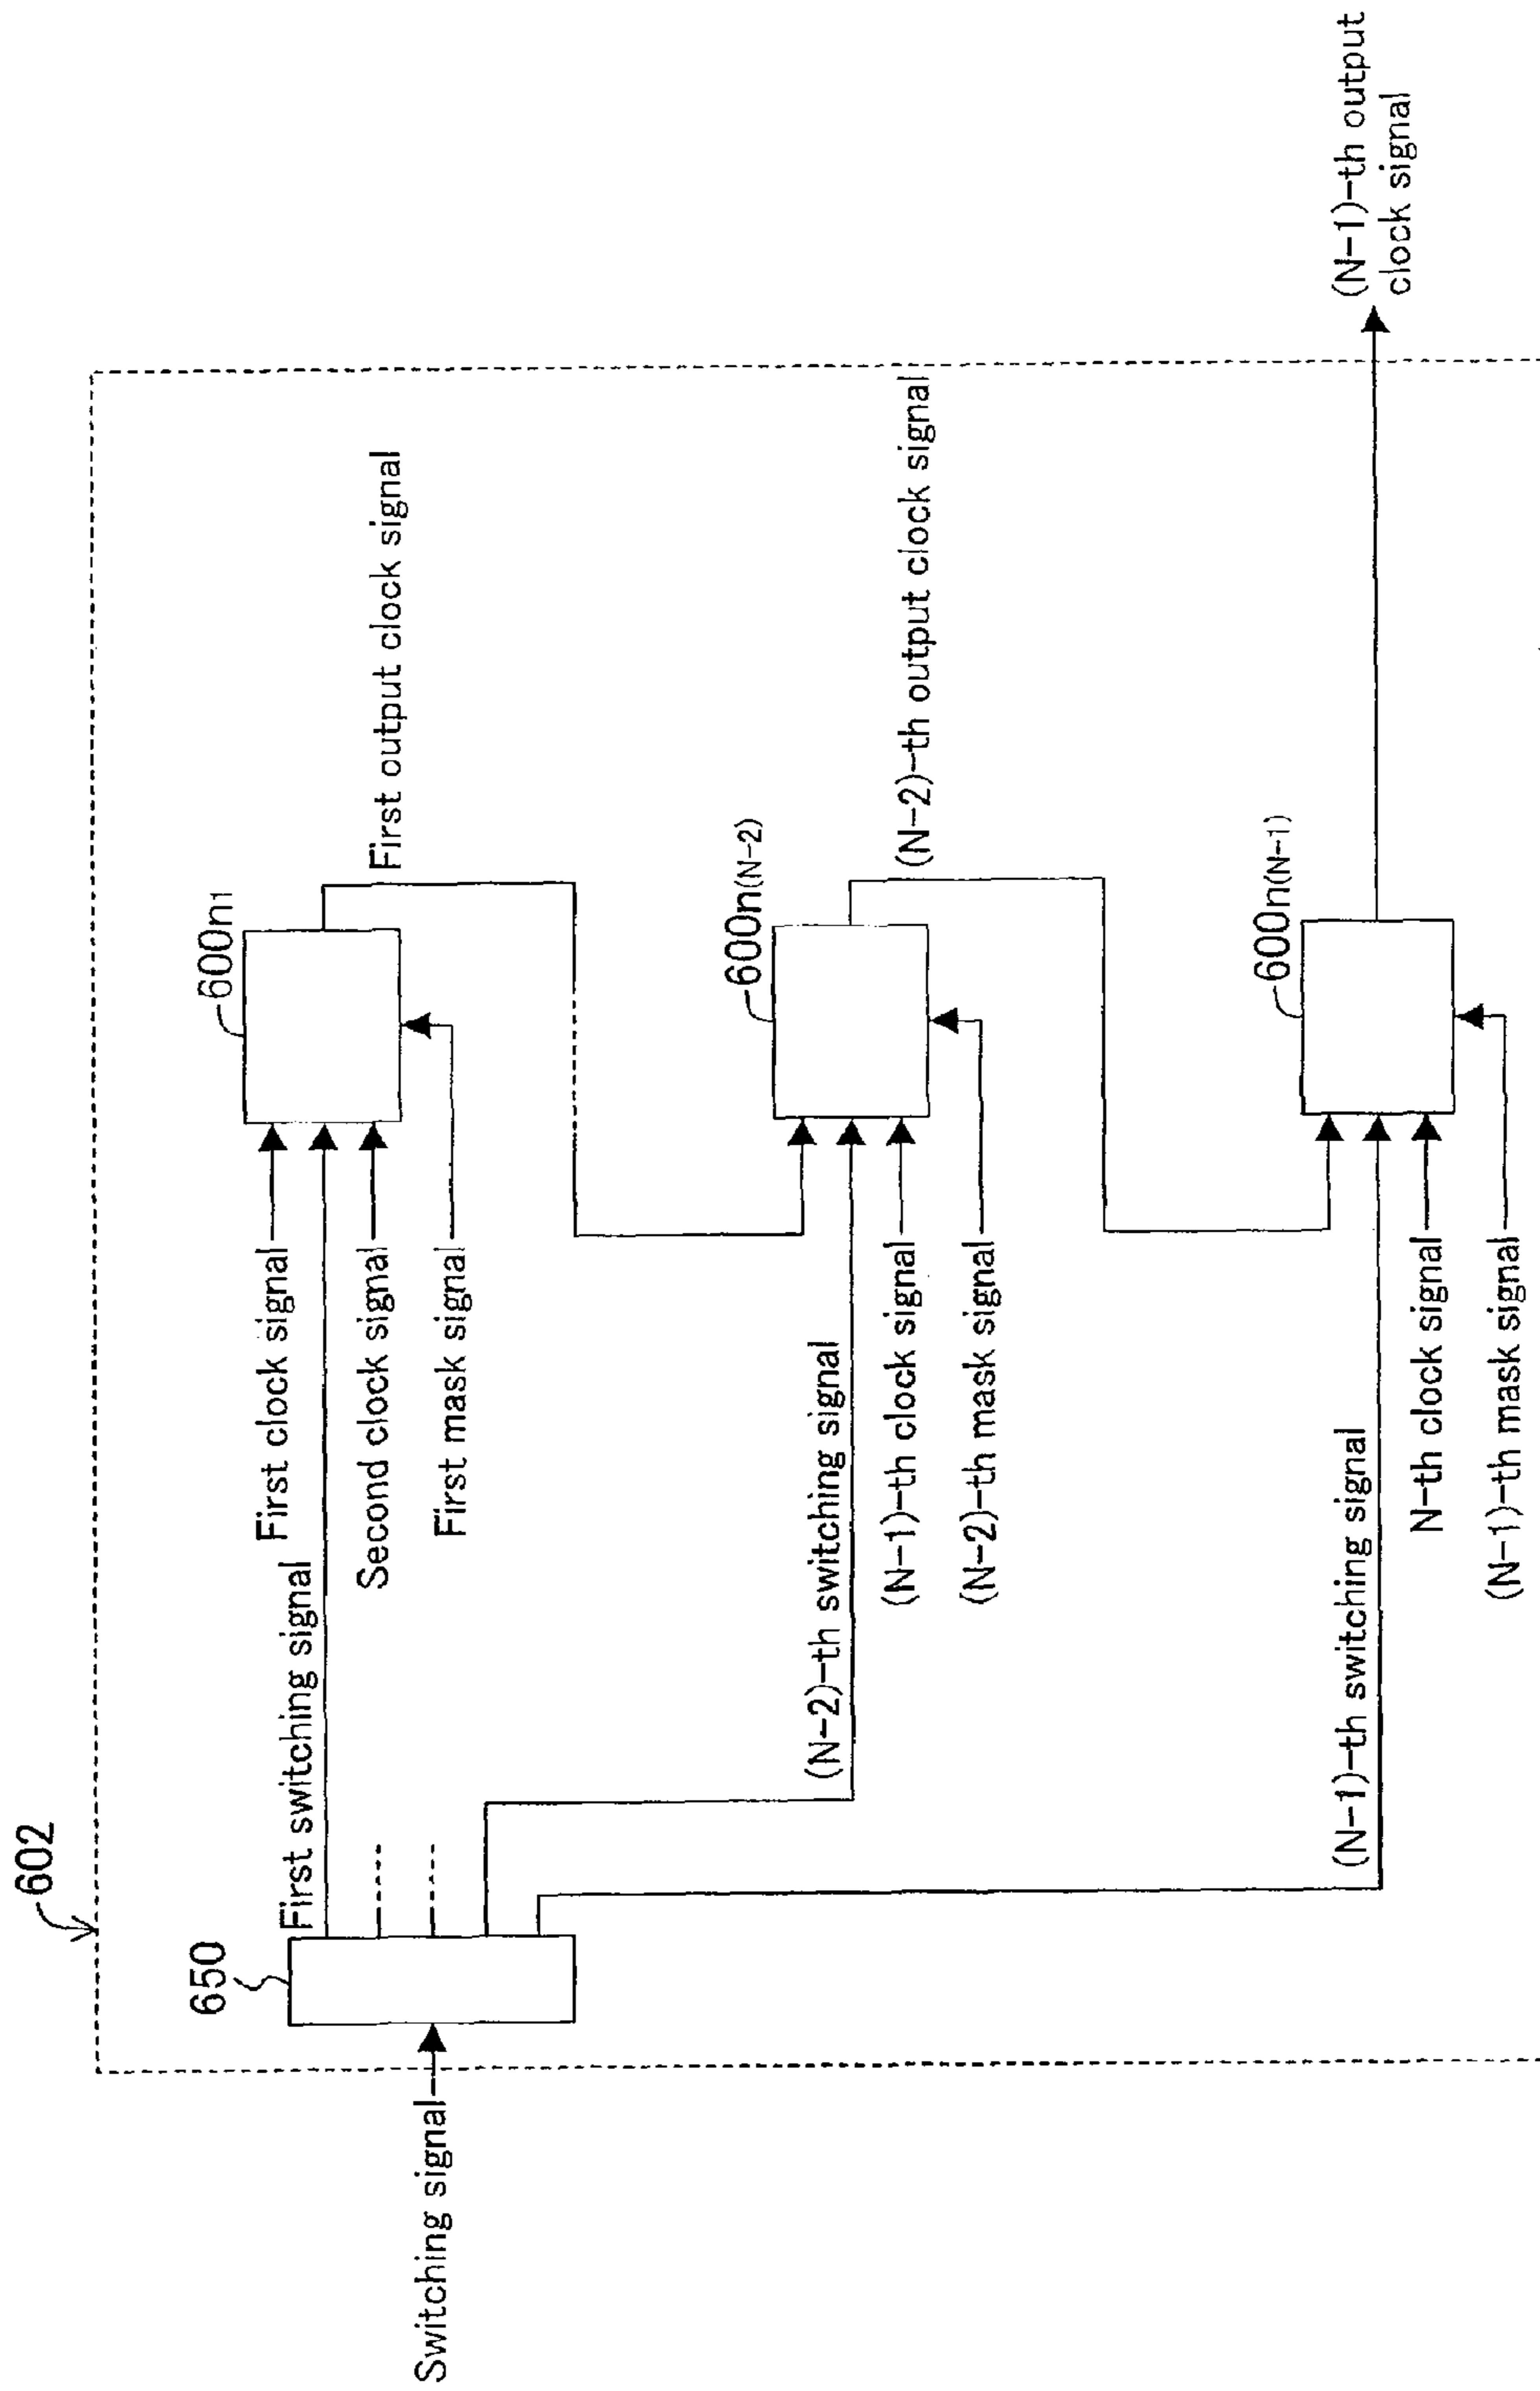 602
Switching signal
650
First switching signal
First clock signal
Second clock signal
First mask signal
600n1
First output clock signal
(N-2)-th switching signal
(N-1)-th clock signal
(N-2)-th mask signal
600n(N-2)
(N-2)-th output clock signal
(N-1)-th switching signal
N-th clock signal
(N-1)-th mask signal
600n(N-1)
(N-1)-th output
clock signal